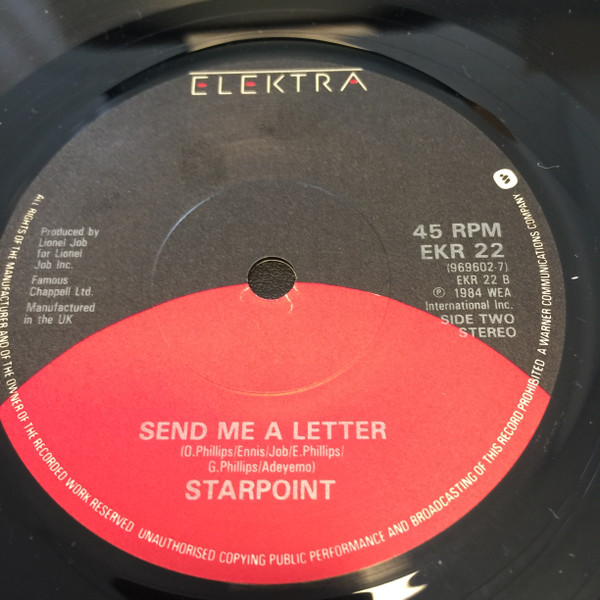 ELEKTRA
Produced by
Lionel Job
for Lionel
Job Inc.
Famous
Chappell Ltd.
Manufactured
in the UK
45 RPM
EKR 22
(969602-7)
EKR 22 B
Ⓟ 1984 WEA
International Inc.
SIDE TWO
STEREO
SEND ME A LETTER
(O.Phillips/Ennis/Job/E.Phillips/
G.Phillips/Adeyemo)
STARPOINT
ALL RIGHTS OF THE MANUFACTURER AND OF THE OWNER OF THE RECORDED WORK RESERVED UNAUTHORISED COPYING PUBLIC PERFORMANCE AND BROADCASTING OF THIS RECORD PROHIBITED A WARNER COMMUNICATIONS COMPANY